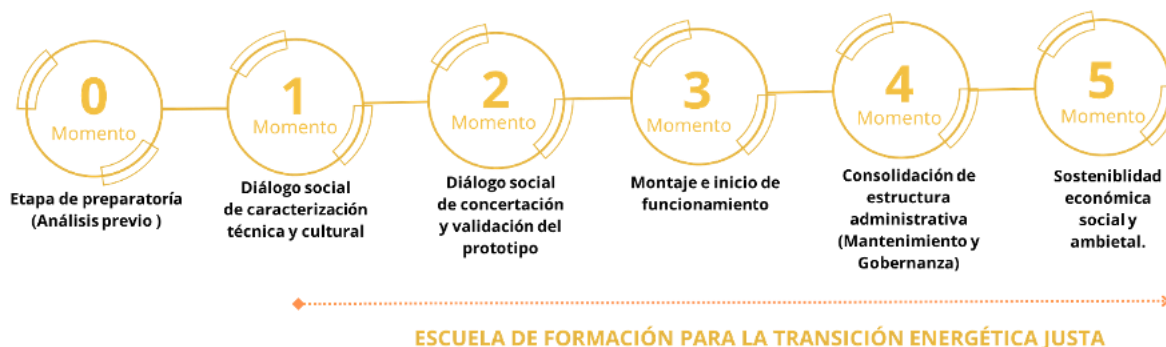 0
Momento
Etapa de preparatoría
(Análisis previo )
1
Momento
Diálogo social
de caracterización
técnica y cultural
2
Momento
Diálogo social
de concertación
y validación del
prototipo
3
Momento
Montaje e inicio de
funcionamiento
4
Momento
Consolidación de
estructura
administrativa
(Mantenimiento y
Gobernanza)
5
Momento
Sosteniblidad
económica
social y
ambietal.
ESCUELA DE FORMACIÓN PARA LA TRANSICIÓN ENERGÉTICA JUSTA